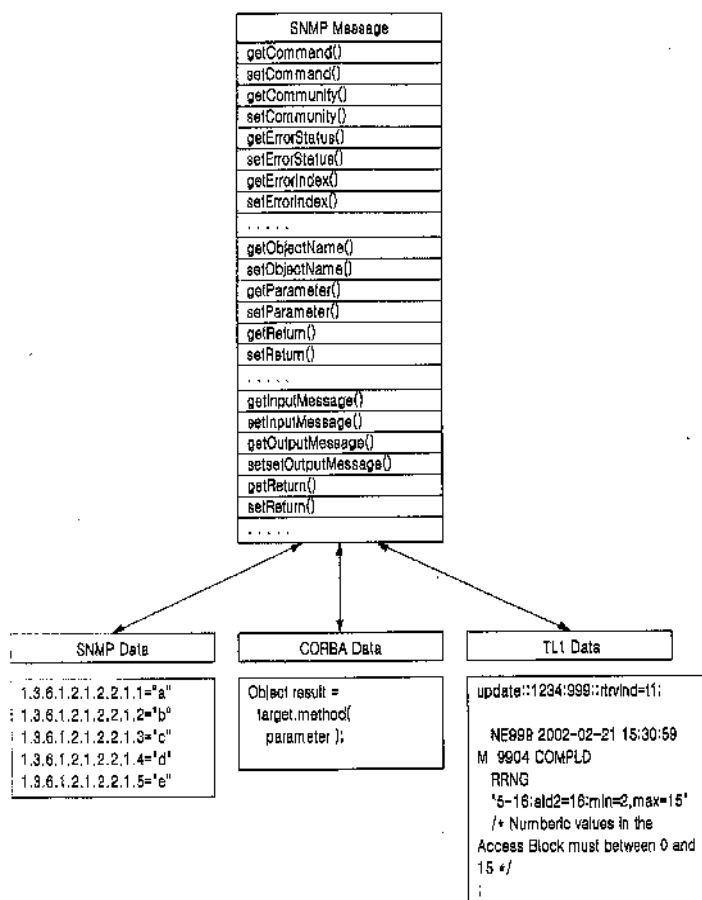 SNMP Message
getCommand()
setCommand()
getCommunity()
setCommunity()
getErrorStatus()
setErrorStatus()
getErrorIndex()
setErrorIndex()
. . . . .
getObjectName()
setObjectName()
getParameter()
setParameter()
getReturn()
setReturn()
. . . . .
getInputMessage()
setInputMessage()
getOutputMessage()
setsetOutputMessage()
getReturn()
setReturn()
. . . . .
SNMP Data
1.3.6.1.2.1.2.2.1.1="a"
1.3.6.1.2.1.2.2.1.2="b"
1.3.6.1.2.1.2.2.1.3="c"
1.3.6.1.2.1.2.2.1.4="d"
1.3.6.1.2.1.2.2.1.5="e"
CORBA Data
Object result =
target.method(
parameter );
TL1 Data
update::1234:999::rtrvind=t1;
NE999 2002-02-21 15:30:59
M 9904 COMPLD
RRNG
"5-16:aid2=16:min=2,max=15"
/* Numberic values in the
Access Block must between 0 and
15 */
;